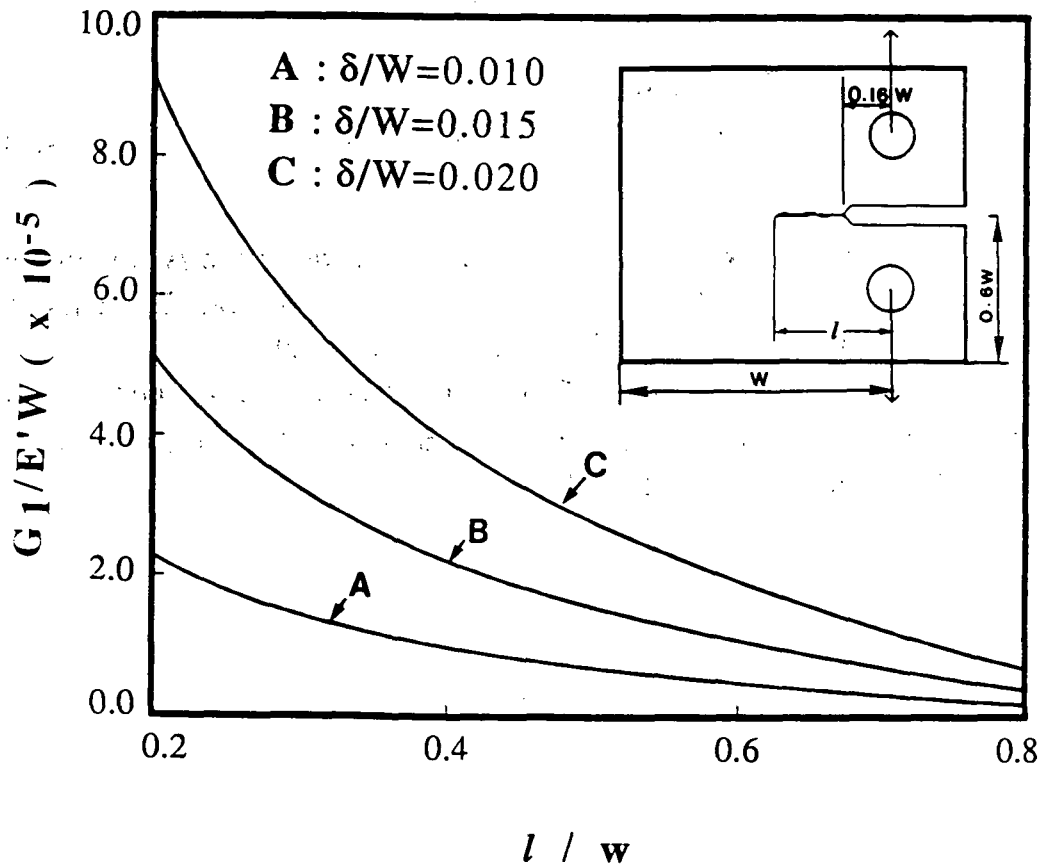 10.0
8.0
6.0
4.0
2.0
0.0
G1/E'W ( x 10-5 )
A : δ/W=0.010
B : δ/W=0.015
C : δ/W=0.020
0.16 W
0.6W
l
W
C
B
A
0.2 0.4 0.6 0.8
l / w